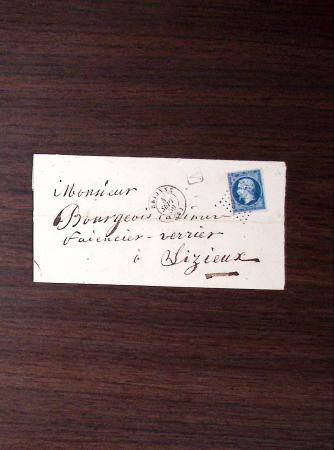 Monsieur
Bourgeois
faiencier-verrier
à Lizieux